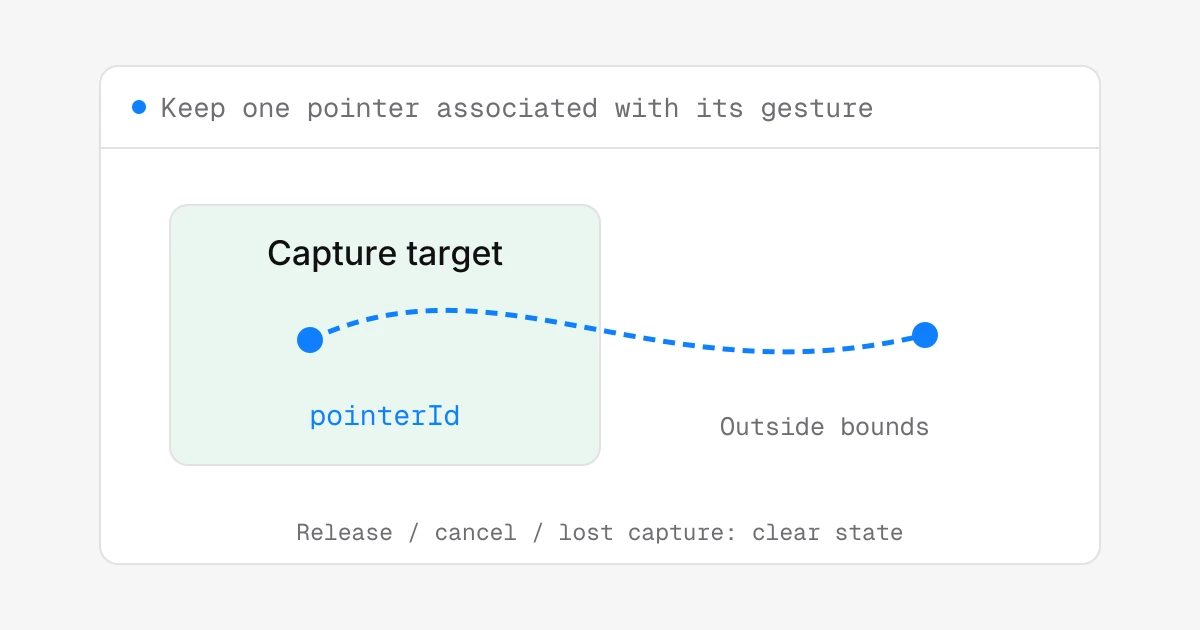 Keep one pointer associated with its gesture
Capture target
pointerId
Outside bounds
Release / cancel / lost capture: clear state